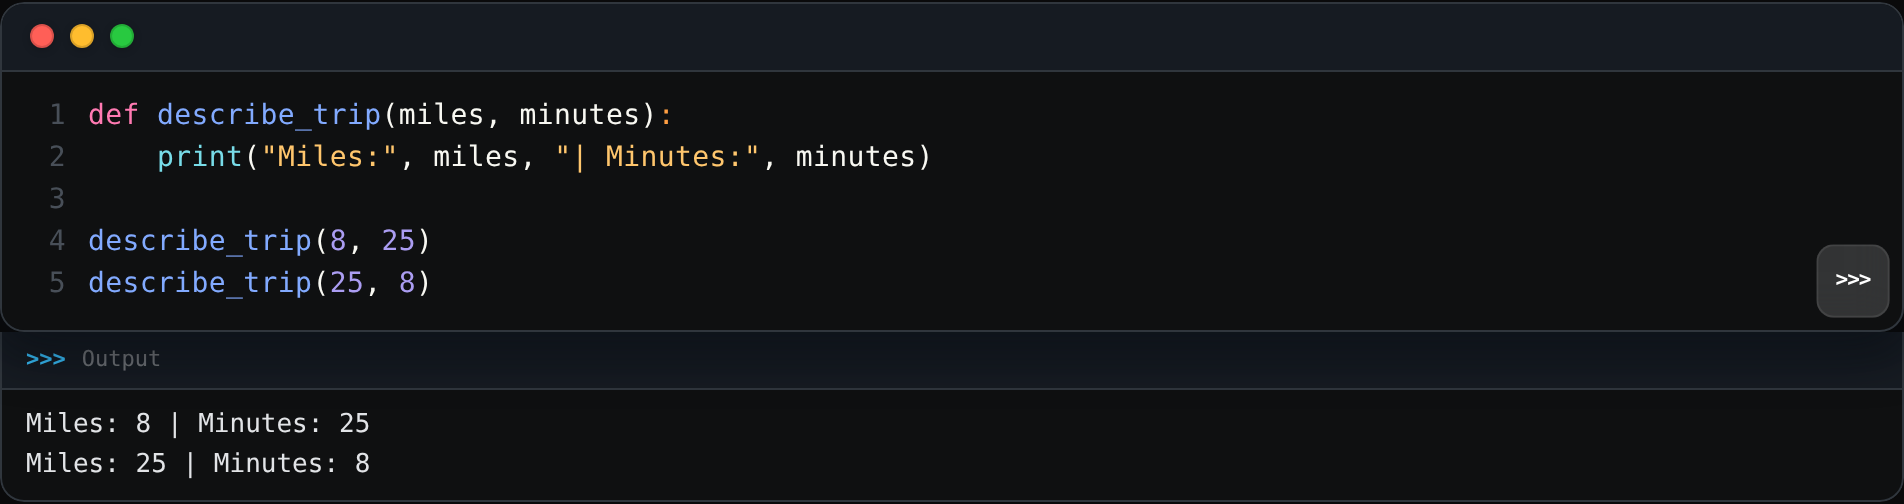 1 def describe_trip(miles, minutes):
2     print("Miles:", miles, "| Minutes:", minutes)
3
4 describe_trip(8, 25)
5 describe_trip(25, 8)
>>>
>>> Output
Miles: 8 | Minutes: 25
Miles: 25 | Minutes: 8